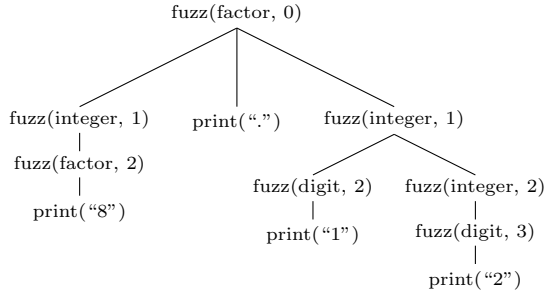 fuzz(factor, 0)
fuzz(integer, 1)
print(“.”)
fuzz(integer, 1)
fuzz(factor, 2)
print(“8”)
fuzz(digit, 2)
fuzz(integer, 2)
print(“1”)
fuzz(digit, 3)
print(“2”)